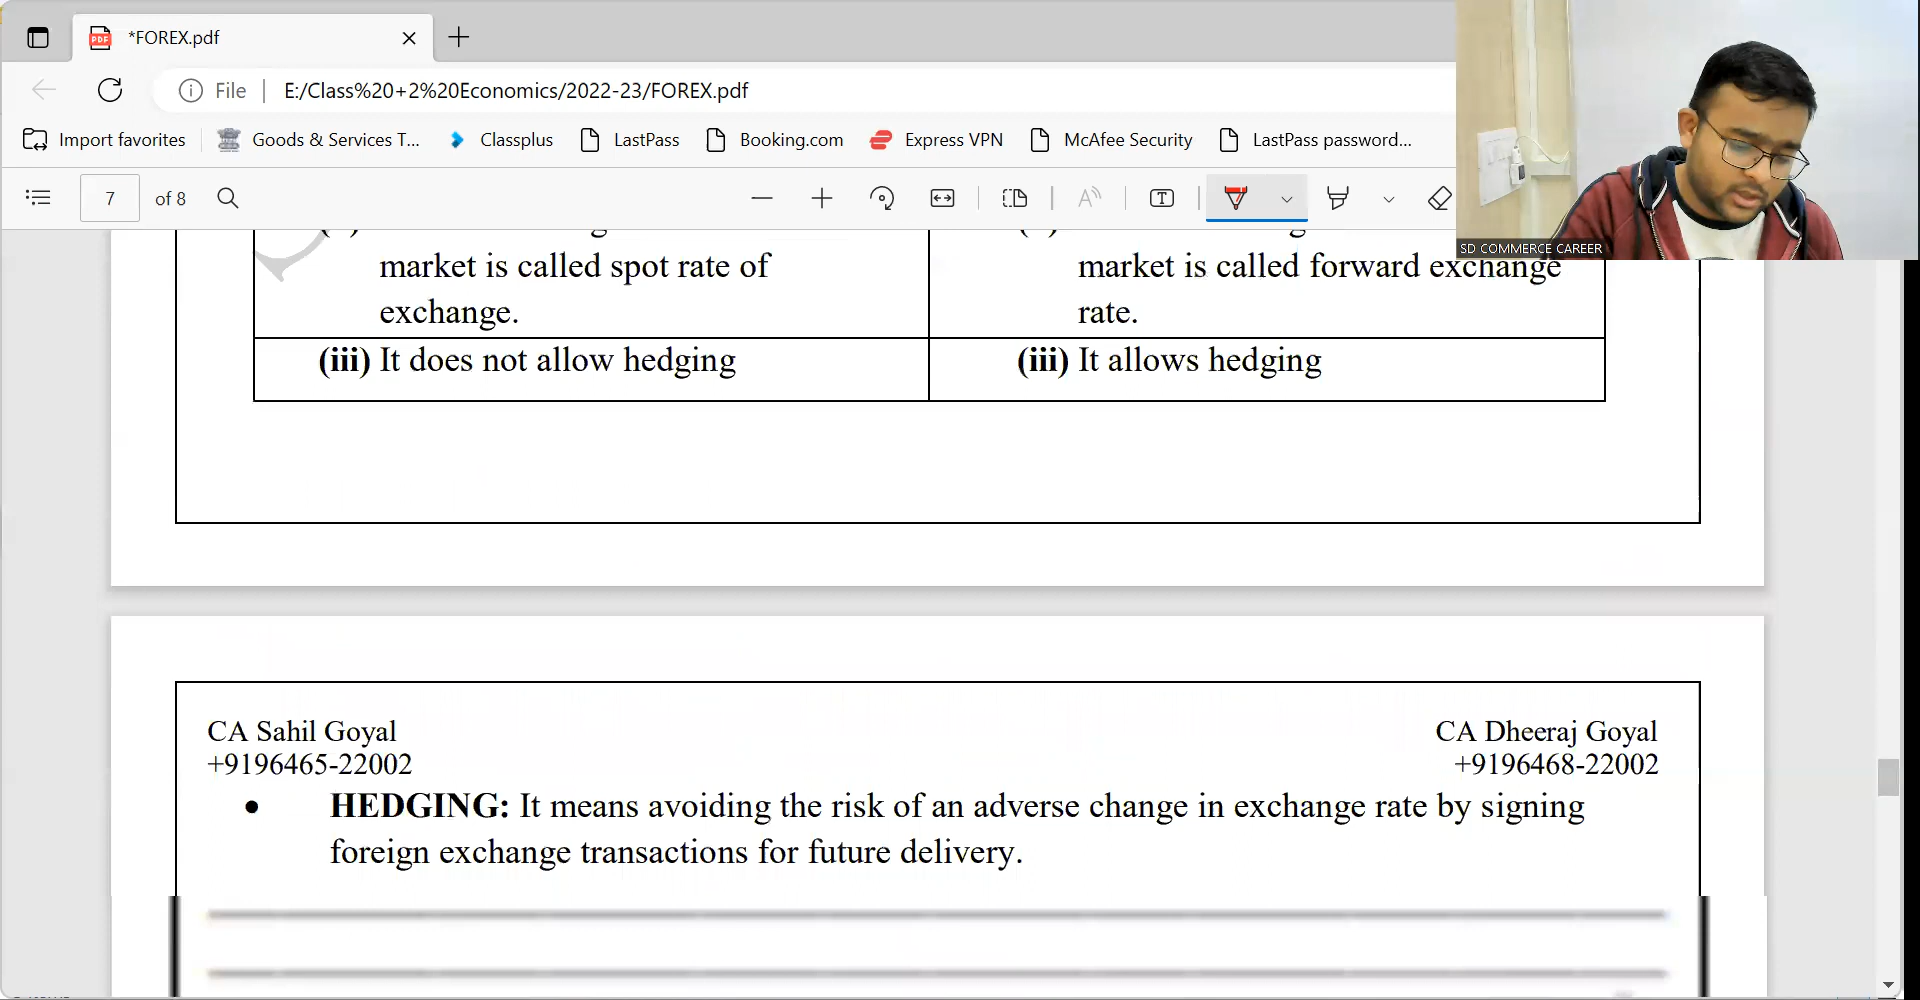 *FOREX.pdf
File
E:/Class%20+2%20Economics/2022-23/FOREX.pdf
Import favorites
Goods & Services T...
Classplus
LastPass
Booking.com
Express VPN
McAfee Security
LastPass password...
7 of 8
SD COMMERCE CAREER
market is called spot rate of
exchange.
market is called forward exchange
rate.
(iii) It does not allow hedging
(iii) It allows hedging
CA Sahil Goyal
+9196465-22002
CA Dheeraj Goyal
+9196468-22002
• HEDGING: It means avoiding the risk of an adverse change in exchange rate by signing
foreign exchange transactions for future delivery.